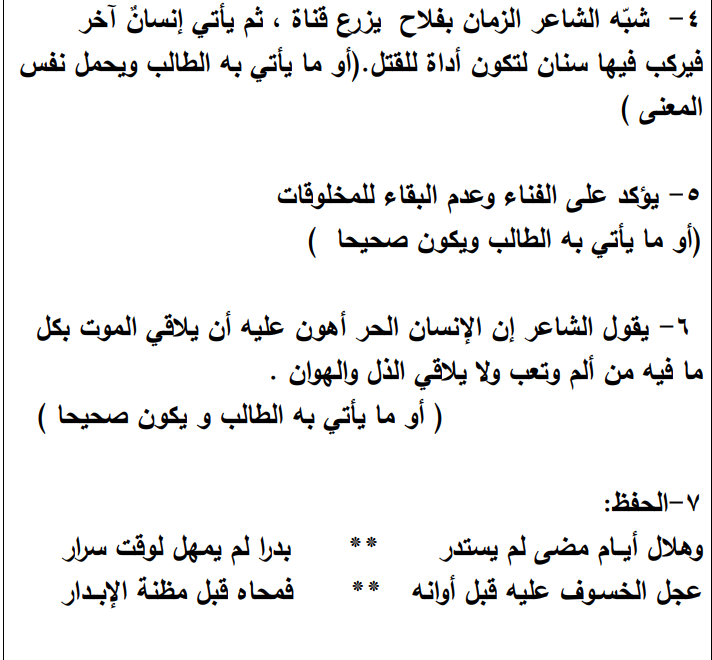 ٤- شبّه الشاعر الزمان بفلاح يزرع قناة ، ثم يأتي إنسانٌ آخر
فيركب فيها سنان لتكون أداة للقتل.(أو ما يأتي به الطالب ويحمل نفس
المعنى )
٥- يؤكد على الفناء وعدم البقاء للمخلوقات
(أو ما يأتي به الطالب ويكون صحيحا )
٦- يقول الشاعر إن الإنسان الحر أهون عليه أن يلاقي الموت بكل
ما فيه من ألم وتعب ولا يلاقي الذل والهوان .
( أو ما يأتي به الطالب و يكون صحيحا )
٧-الحفظ:
وهلال أيـام مضى لم يستدر ** بدرا لم يمهل لوقت سرار
عجل الخسوف عليه قبل أوانه ** فمحاه قبل مظنة الإبـدار